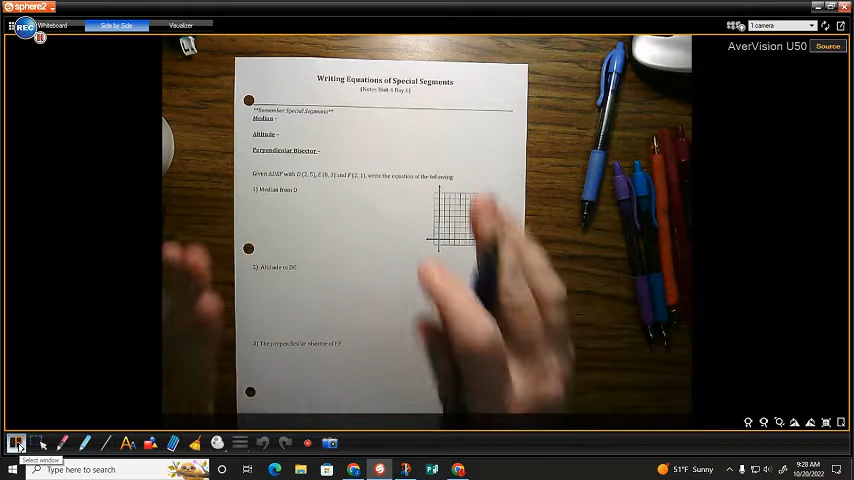 sphere2
REC
Whiteboard
Side by Side
Visualizer
1 camera
AverVision U50
Source
Writing Equations of Special Segments
(Notes Unit 4 Day 6)
**Remember Special Segments**
Median -
Altitude -
Perpendicular Bisector -
Given ΔDEF with D (2, 5), E (8, 3) and F (2, 1), write the equation of the following:
1) Median from D
2) Altitude to DE
3) The perpendicular bisector of EF
Select window
Type here to search
51°F Sunny
9:28 AM
10/20/2022